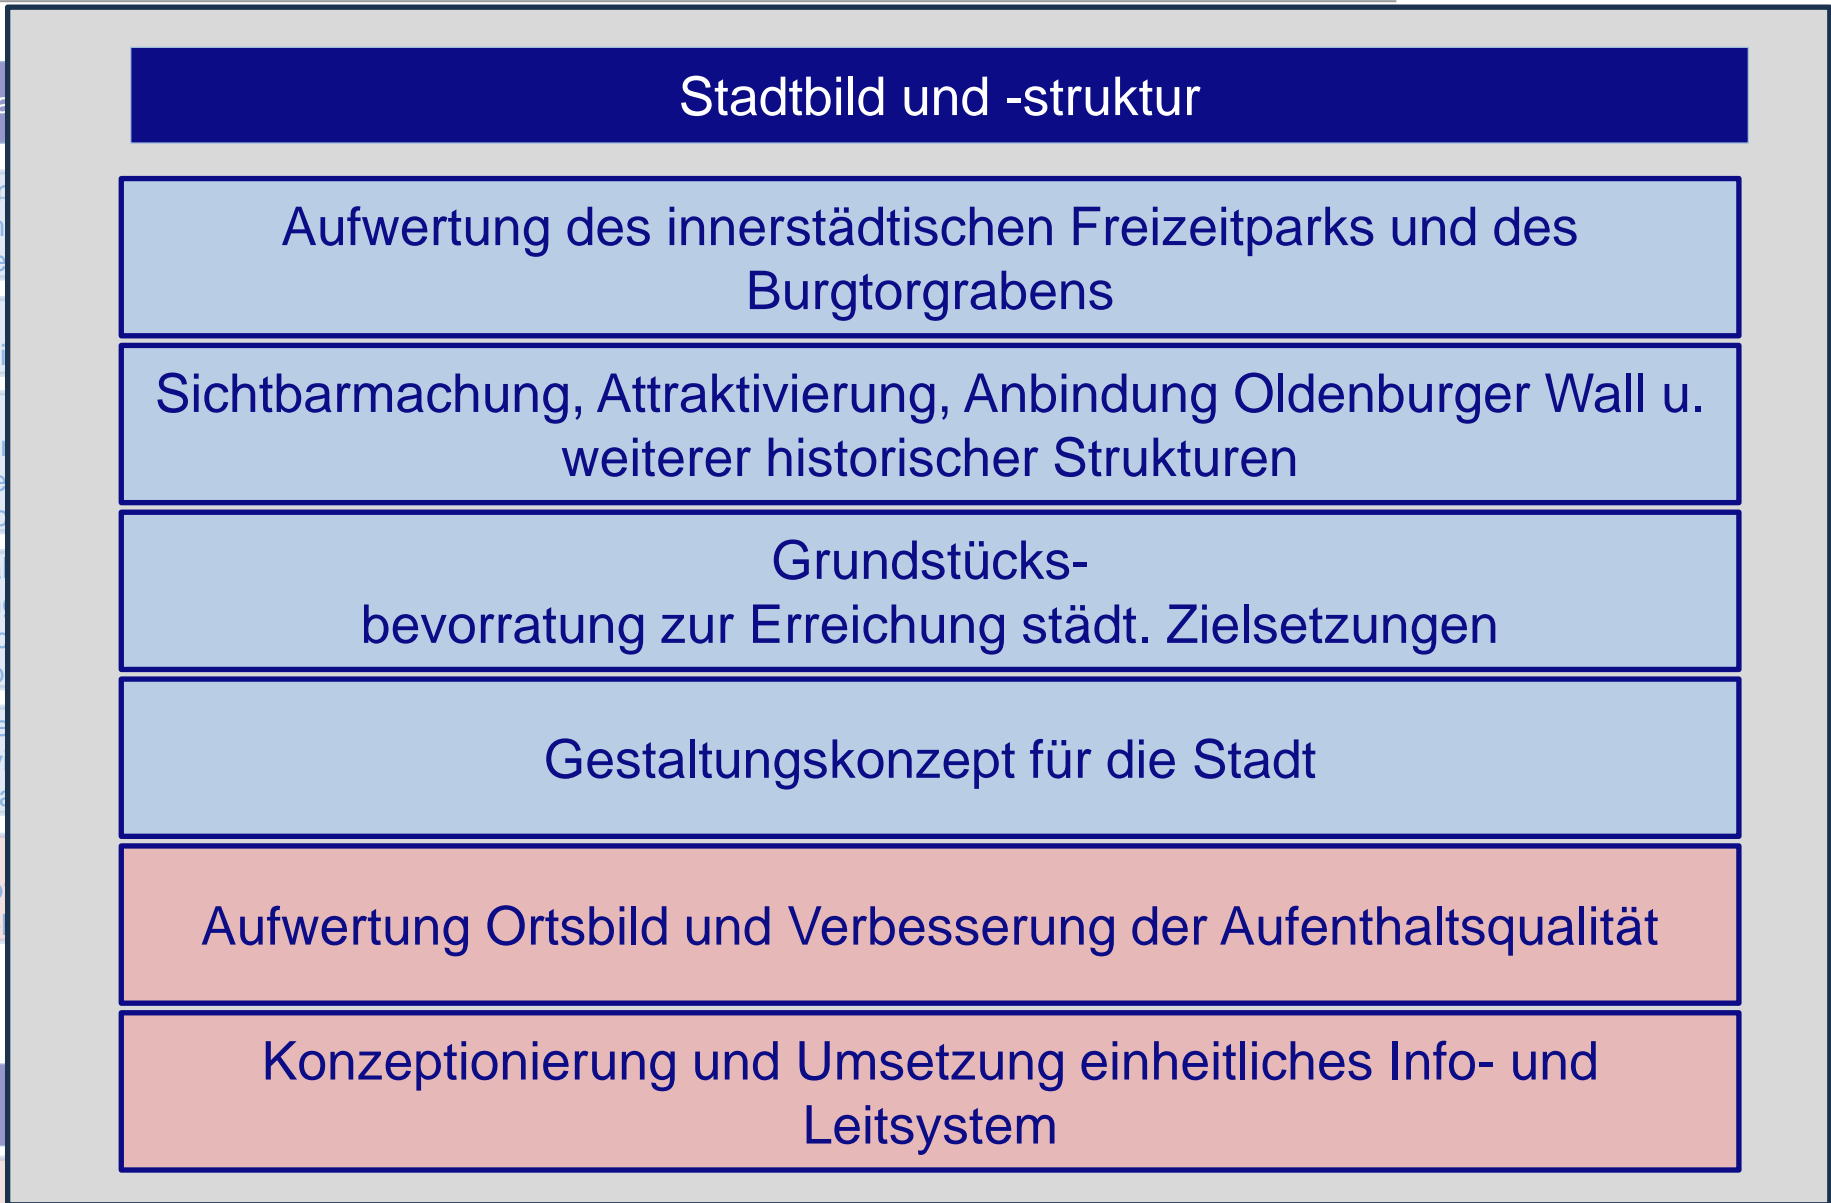 Stadtbild und -struktur
Aufwertung des innerstädtischen Freizeitparks und des
Burgtorgrabens
Sichtbarmachung, Attraktivierung, Anbindung Oldenburger Wall u.
weiterer historischer Strukturen
Grundstücks-
bevorratung zur Erreichung städt. Zielsetzungen
Gestaltungskonzept für die Stadt
Aufwertung Ortsbild und Verbesserung der Aufenthaltsqualität
Konzeptionierung und Umsetzung einheitliches Info- und
Leitsystem